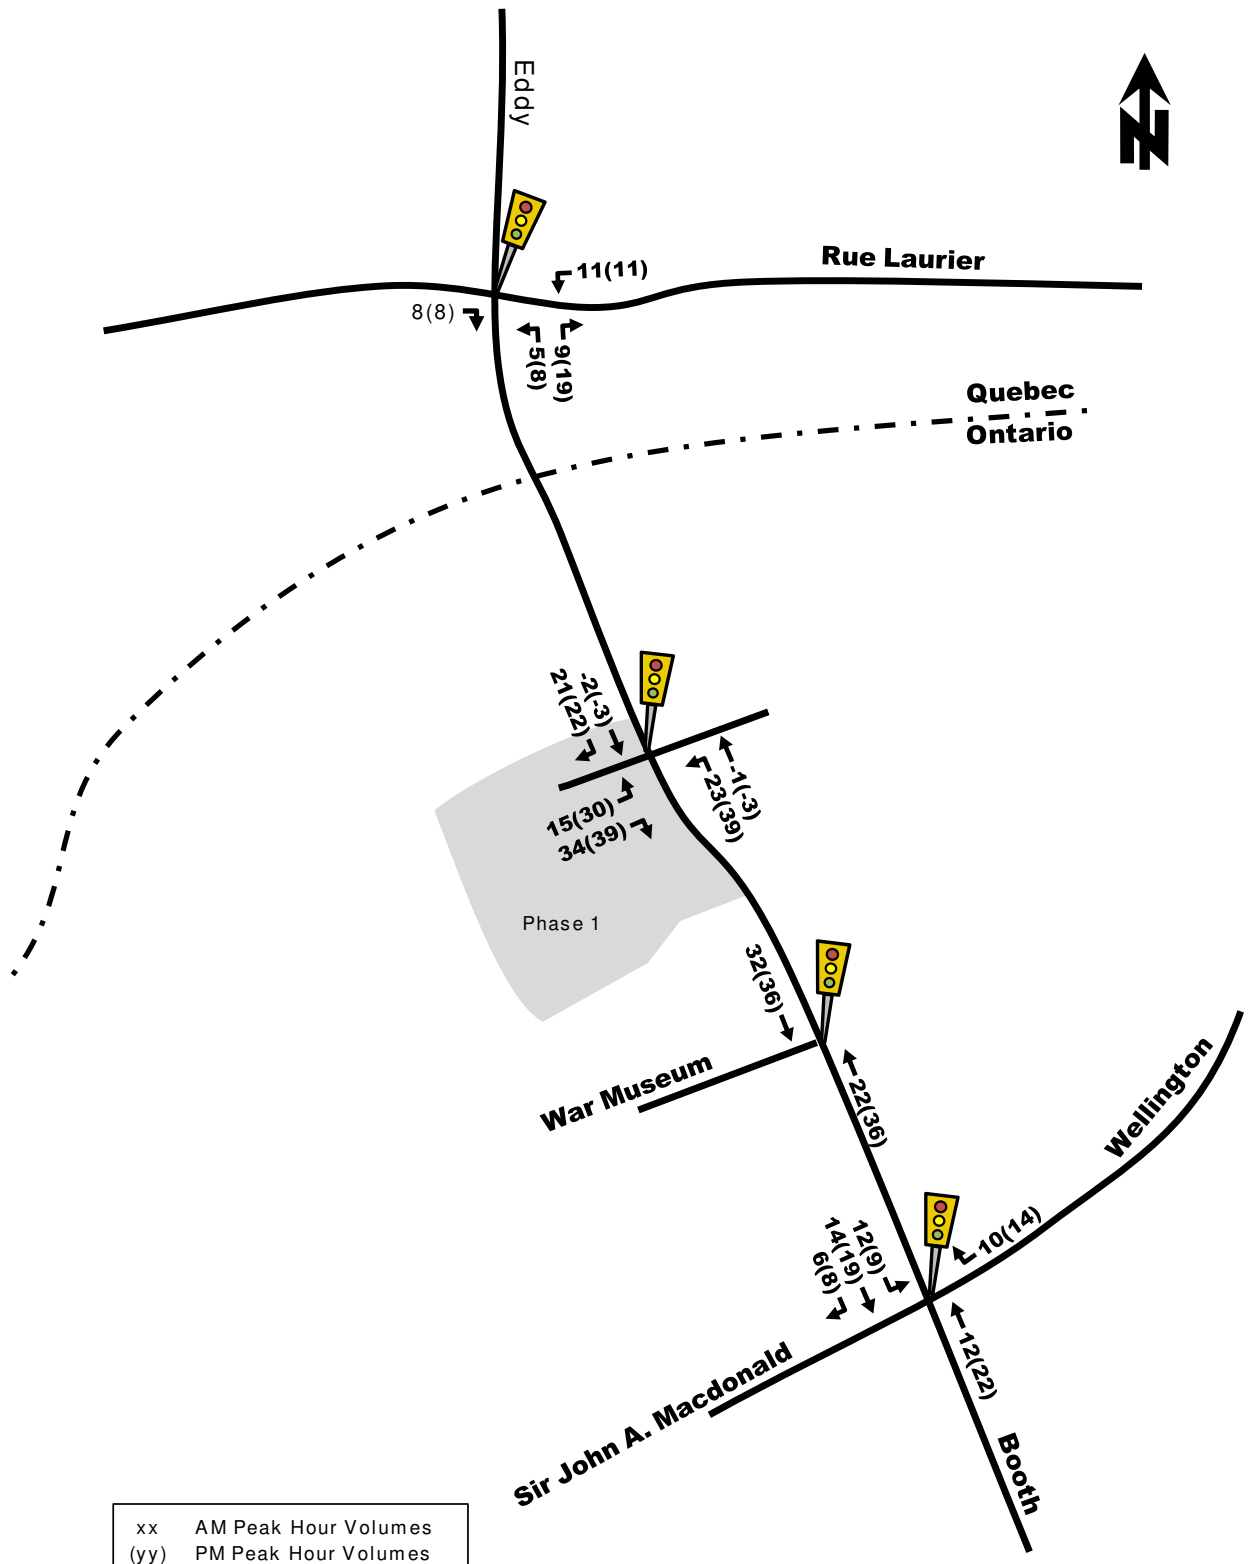 Eddy
N
Rue Laurier
11(11)
8(8)
5(8)
9(19)
Quebec
Ontario
-2(-3)
21(22)
-1(-3)
23(39)
15(30)
34(39)
Phase 1
32(36)
War Museum
22(36)
Wellington
10(14)
12(9)
14(19)
6(8)
12(22)
Sir John A. Macdonald
Booth
xx AM Peak Hour Volumes
(yy) PM Peak Hour Volumes